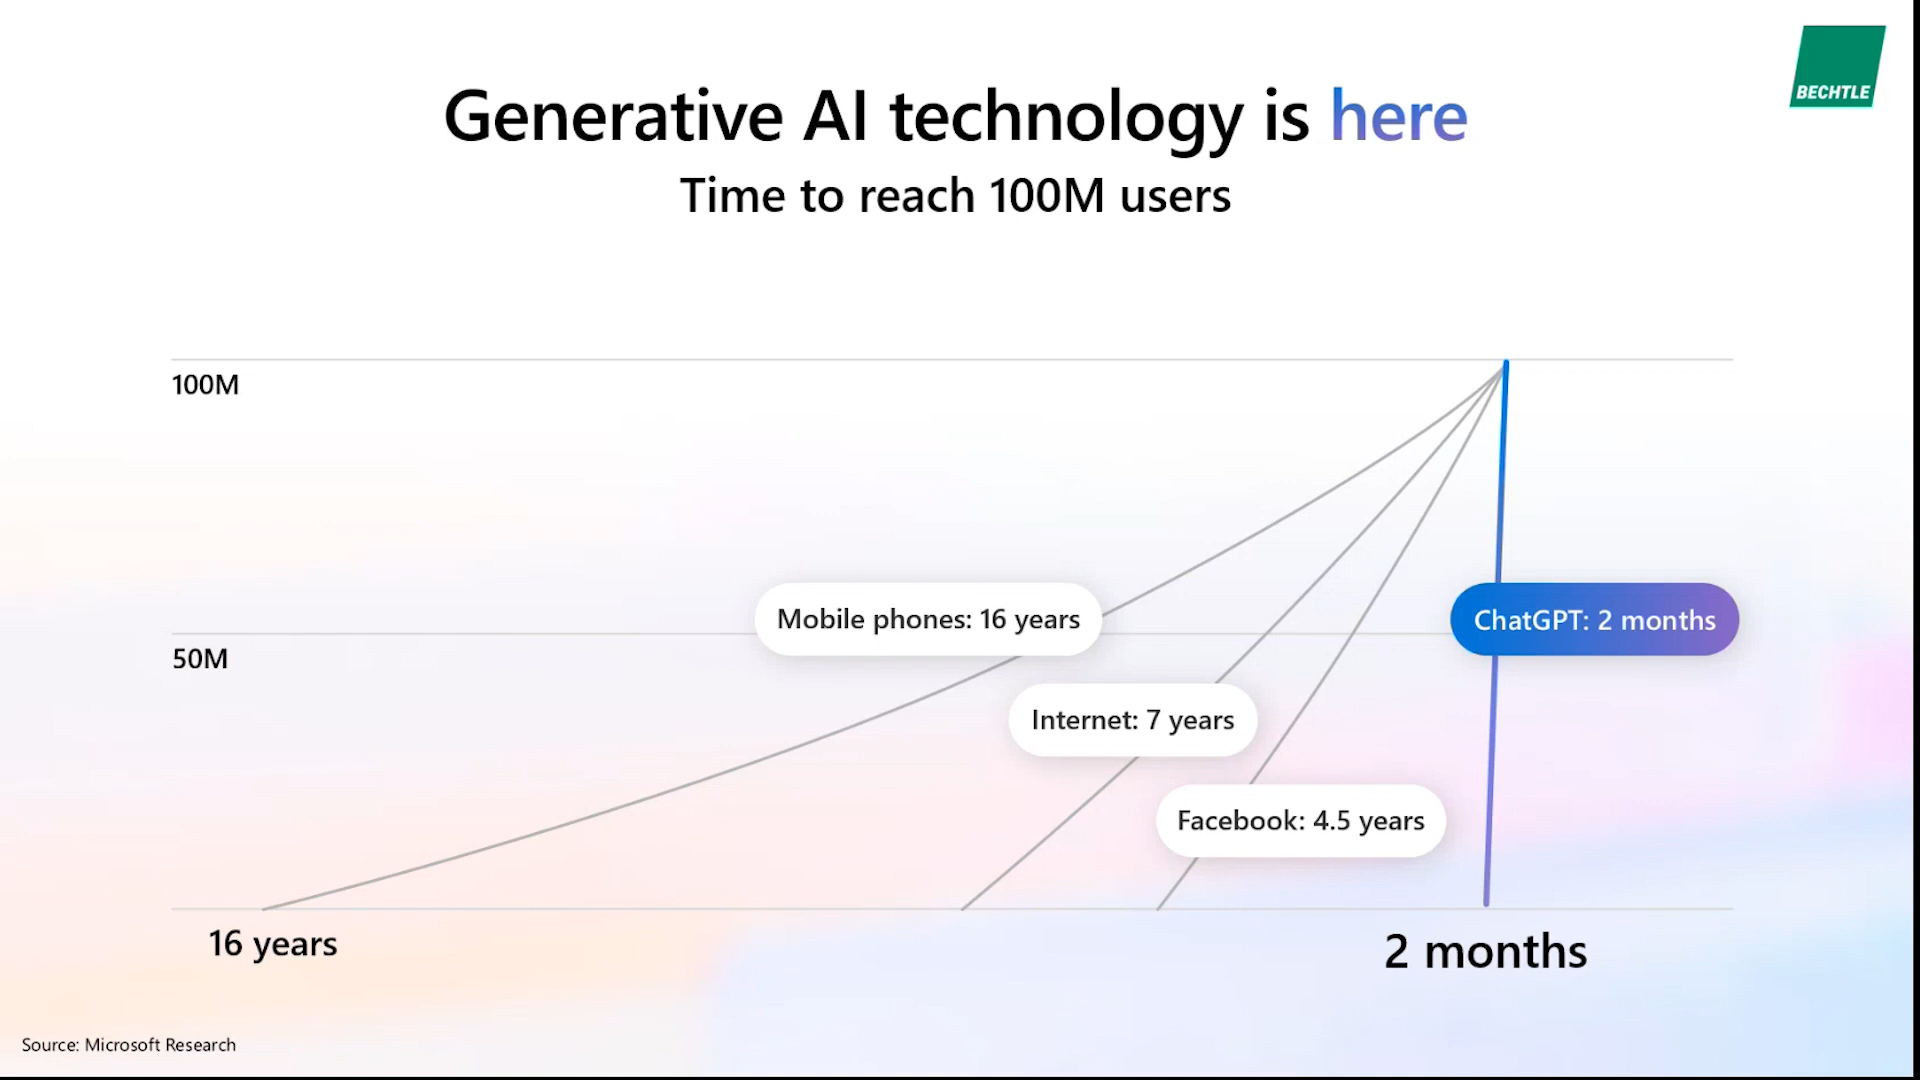 BECHTLE
Generative AI technology is here
Time to reach 100M users
100M
Mobile phones: 16 years
ChatGPT: 2 months
50M
Internet: 7 years
Facebook: 4.5 years
16 years
2 months
Source: Microsoft Research